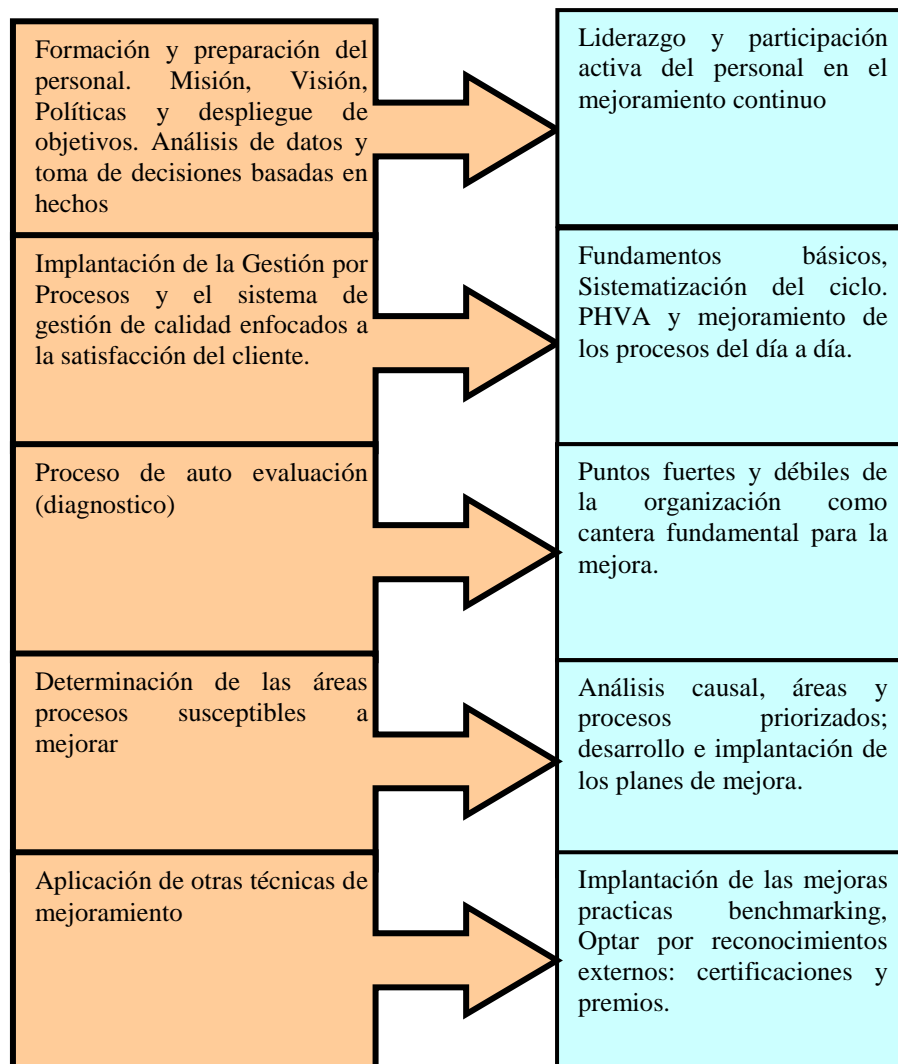 Formación y preparación del
personal. Misión, Visión,
Políticas y despliegue de
objetivos. Análisis de datos y
toma de decisiones basadas en
hechos
Liderazgo y participación
activa del personal en el
mejoramiento continuo
Implantación de la Gestión por
Procesos y el sistema de
gestión de calidad enfocados a
la satisfacción del cliente.
Fundamentos básicos,
Sistematización del ciclo.
PHVA y mejoramiento de
los procesos del día a día.
Proceso de auto evaluación
(diagnostico)
Puntos fuertes y débiles de
la organización como
cantera fundamental para la
mejora.
Determinación de las áreas
procesos susceptibles a
mejorar
Análisis causal, áreas y
procesos priorizados;
desarrollo e implantación de
los planes de mejora.
Aplicación de otras técnicas de
mejoramiento
Implantación de las mejoras
practicas benchmarking,
Optar por reconocimientos
externos: certificaciones y
premios.